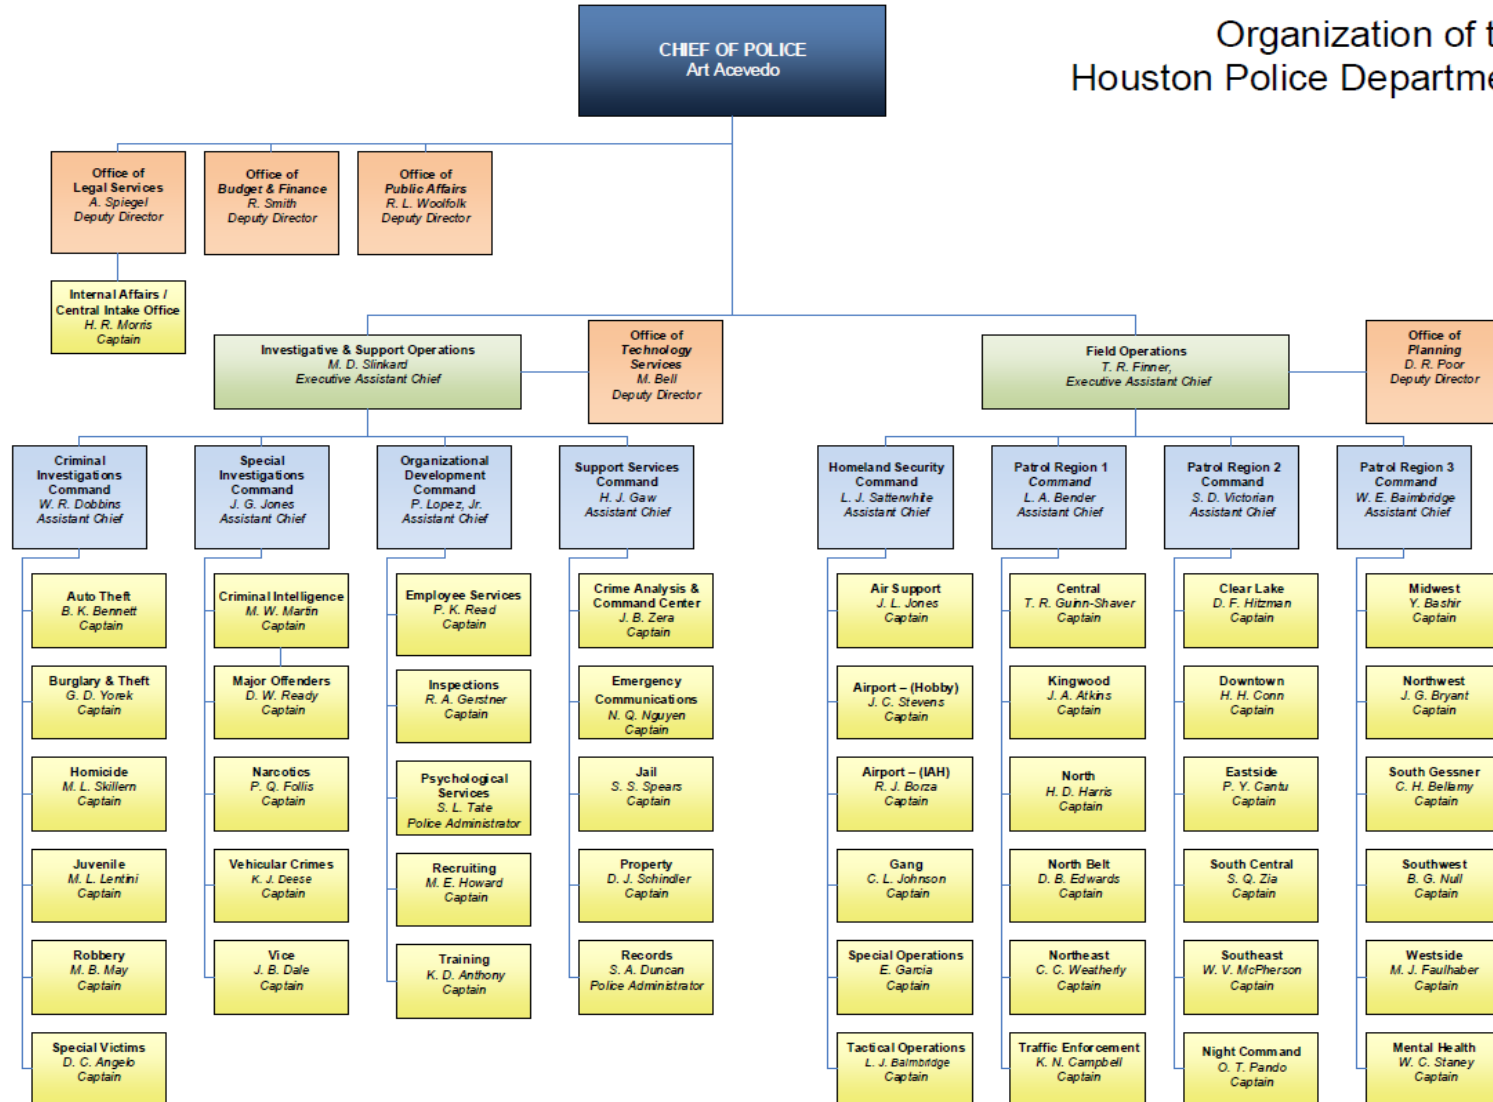 Organization of t
Houston Police Departme
CHIEF OF POLICE
Art Acevedo
Office of
Legal Services
A. Spiegel
Deputy Director
Office of
Budget & Finance
R. Smith
Deputy Director
Office of
Public Affairs
R. L. Woolfolk
Deputy Director
Internal Affairs /
Central Intake Office
H. R. Morris
Captain
Investigative & Support Operations
M. D. Slinkard
Executive Assistant Chief
Office of
Technology
Services
M. Bell
Deputy Director
Field Operations
T. R. Finner,
Executive Assistant Chief
Office of
Planning
D. R. Poor
Deputy Director
Criminal
Investigations
Command
W. R. Dobbins
Assistant Chief
Special
Investigations
Command
J. G. Jones
Assistant Chief
Organizational
Development
Command
P. Lopez, Jr.
Assistant Chief
Support Services
Command
H. J. Gaw
Assistant Chief
Homeland Security
Command
L. J. Satterwhite
Assistant Chief
Patrol Region 1
Command
L. A. Bender
Assistant Chief
Patrol Region 2
Command
S. D. Victorian
Assistant Chief
Patrol Region 3
Command
W. E. Baimbridge
Assistant Chief
Auto Theft
B. K. Bennett
Captain
Criminal Intelligence
M. W. Martin
Captain
Employee Services
P. K. Read
Captain
Crime Analysis &
Command Center
J. B. Zera
Captain
Air Support
J. L. Jones
Captain
Central
T. R. Guinn-Shaver
Captain
Clear Lake
D. F. Hitzman
Captain
Midwest
Y. Bashir
Captain
Burglary & Theft
G. D. Yorek
Captain
Major Offenders
D. W. Ready
Captain
Inspections
R. A. Gerstner
Captain
Emergency
Communications
N. Q. Nguyen
Captain
Airport – (Hobby)
J. C. Stevens
Captain
Kingwood
J. A. Atkins
Captain
Downtown
H. H. Conn
Captain
Northwest
J. G. Bryant
Captain
Homicide
M. L. Skillern
Captain
Narcotics
P. Q. Follis
Captain
Psychological
Services
S. L. Tate
Police Administrator
Jail
S. S. Spears
Captain
Airport – (IAH)
R. J. Borza
Captain
North
H. D. Harris
Captain
Eastside
P. Y. Cantu
Captain
South Gessner
C. H. Bellamy
Captain
Juvenile
M. L. Lentini
Captain
Vehicular Crimes
K. J. Deese
Captain
Recruiting
M. E. Howard
Captain
Property
D. J. Schindler
Captain
Gang
C. L. Johnson
Captain
North Belt
D. B. Edwards
Captain
South Central
S. Q. Zia
Captain
Southwest
B. G. Null
Captain
Robbery
M. B. May
Captain
Vice
J. B. Dale
Captain
Training
K. D. Anthony
Captain
Records
S. A. Duncan
Police Administrator
Special Operations
E. Garcia
Captain
Northeast
C. C. Weatherly
Captain
Southeast
W. V. McPherson
Captain
Westside
M. J. Faulhaber
Captain
Special Victims
D. C. Angelo
Captain
Tactical Operations
L. J. Baimbridge
Captain
Traffic Enforcement
K. N. Campbell
Captain
Night Command
O. T. Pando
Captain
Mental Health
W. C. Staney
Captain